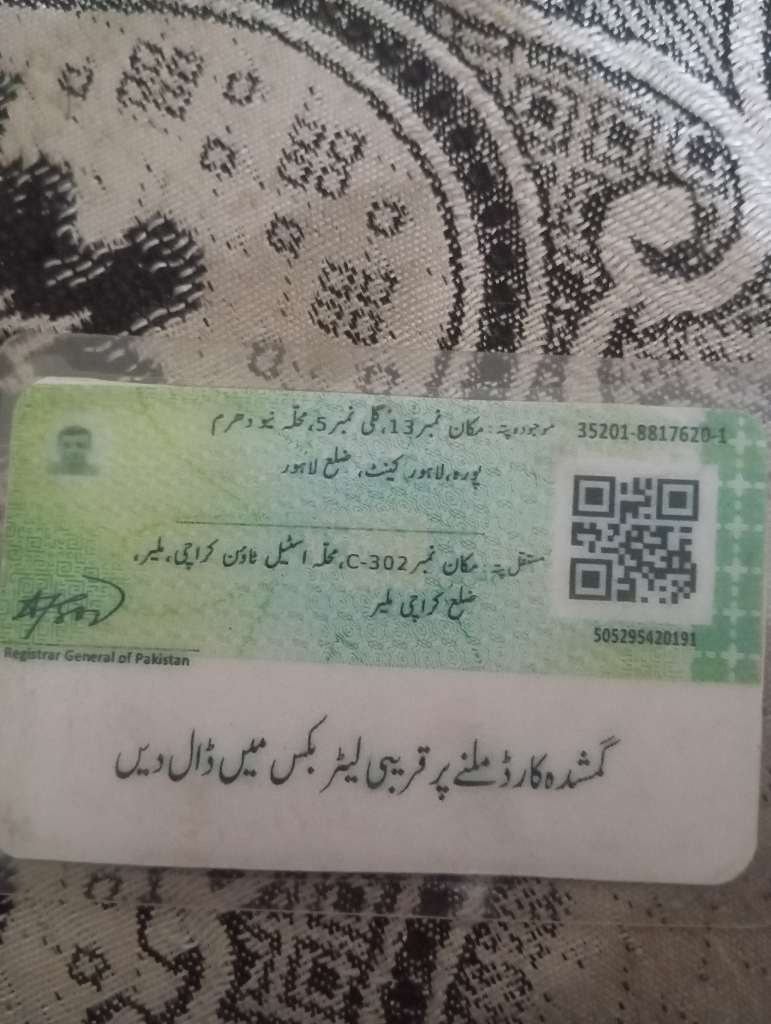 35201-8817620-1
موجودہ پتہ: مکان نمبر 13، گلی نمبر 5، محلّہ نیو دھرم
پورہ، لاہور کینٹ، ضلع لاہور
مستقل پتہ: مکان نمبر C-302، محلّہ اسٹیل ٹاؤن کراچی، ملیر،
ضلع کراچی ملیر
505295420191
Registrar General of Pakistan
گمشدہ کارڈ ملنے پر قریبی لیٹر بکس میں ڈال دیں